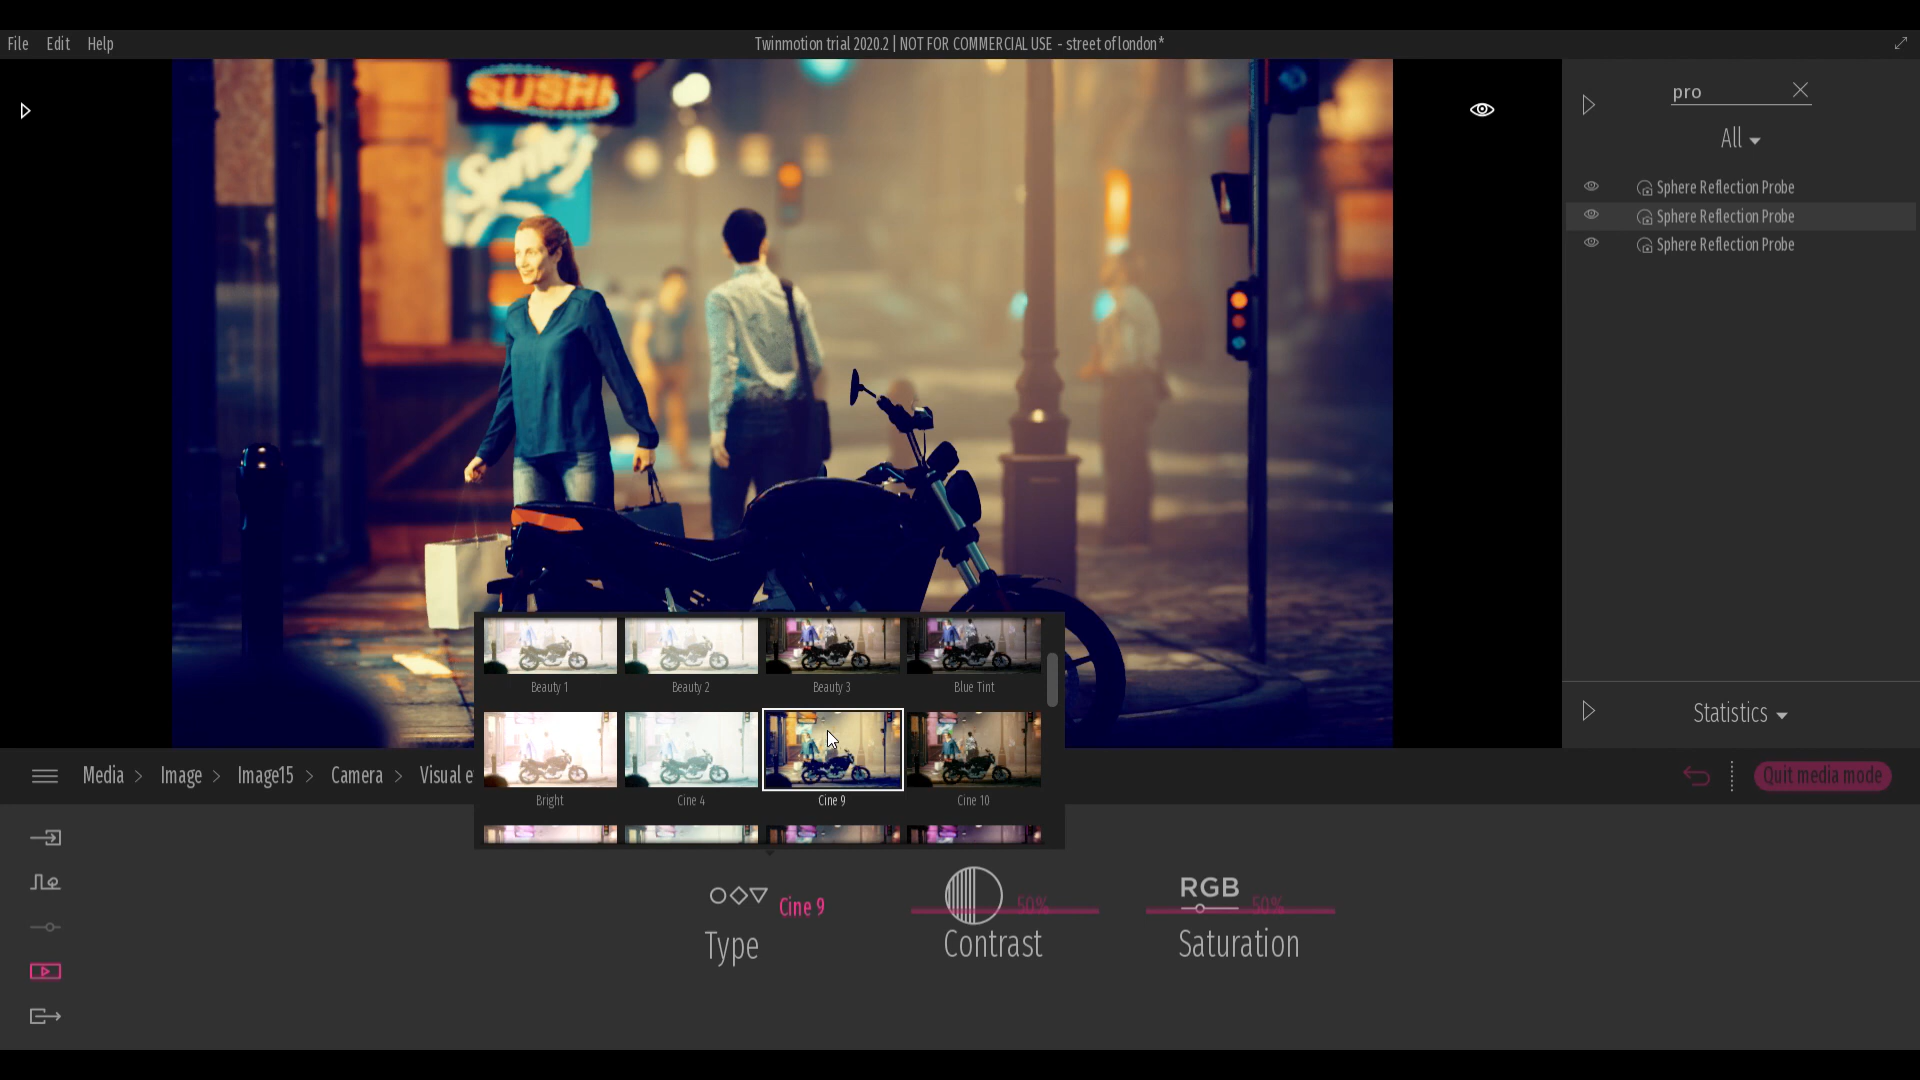 File Edit Help
Twinmotion trial 2020.2 | NOT FOR COMMERCIAL USE - street of london*
SUSHI
pro
All
Sphere Reflection Probe
Sphere Reflection Probe
Sphere Reflection Probe
Statistics
Beauty 1 Beauty 2 Beauty 3 Blue Tint
Bright Cine 4 Cine 9 Cine 10
Media > Image > Image15 > Camera > Visual e
Quit media mode
Cine 9
50%
RGB
50%
Type Contrast Saturation